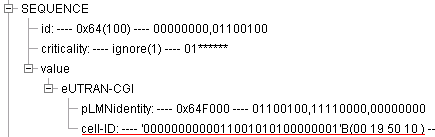 SEQUENCE
id: ---- 0x64(100) ---- 00000000,01100100
criticality: ---- ignore(1) ---- 01******
value
eUTRAN-CGI
pLMNidentity: ---- 0x64F000 ---- 01100100,11110000,00000000
cell-ID: ---- '0000000000011001010100000001'B(00 19 50 10 ) --